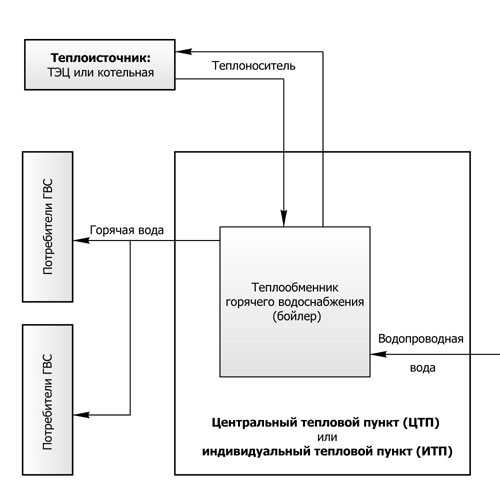 Теплоисточник:
ТЭЦ или котельная
Теплоноситель
Потребители ГВС
Горячая вода
Теплообменник
горячего водоснабжения
(бойлер)
Водопроводная
вода
Потребители ГВС
Центральный тепловой пункт (ЦТП)
или
индивидуальный тепловой пункт (ИТП)